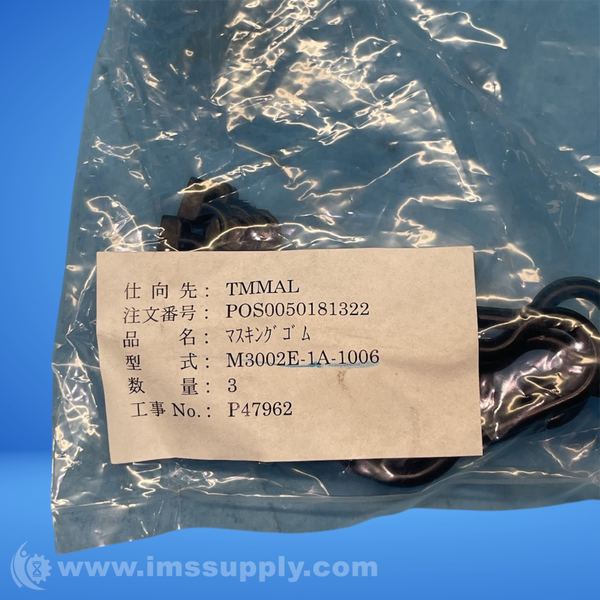 仕向先: TMMAL
注文番号: POS0050181322
品名: ﾏｽｷﾝｸﾞｺﾞﾑ
型式: M3002E-1A-1006
数量: 3
工事No.: P47962
www.imssupply.com